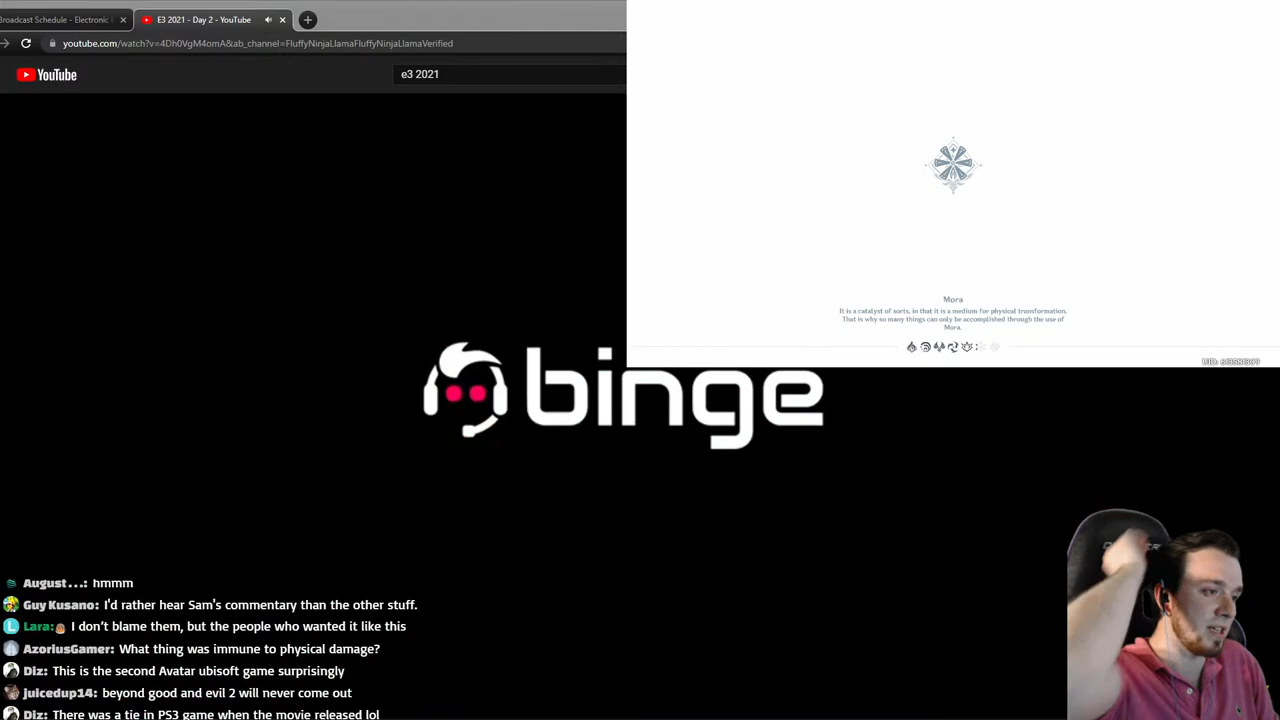 Broadcast Schedule - Electronic
E3 2021 - Day 2 - YouTube
youtube.com/watch?v=4Dh0VgM4omA&ab_channel=FluffyNinjaLlamaFluffyNinjaLlamaVerified
YouTube
e3 2021
Mora
It is a catalyst of sorts, in that it is a medium for physical transformation.
That is why so many things can only be accomplished through the use of
Mora.
binge
August...: hmmm
Guy Kusano: I'd rather hear Sam's commentary than the other stuff.
Lara: I don't blame them, but the people who wanted it like this
AzoriusGamer: What thing was immune to physical damage?
Diz: This is the second Avatar ubisoft game surprisingly
juicedup14: beyond good and evil 2 will never come out
Diz: There was a tie in PS3 game when the movie released lol